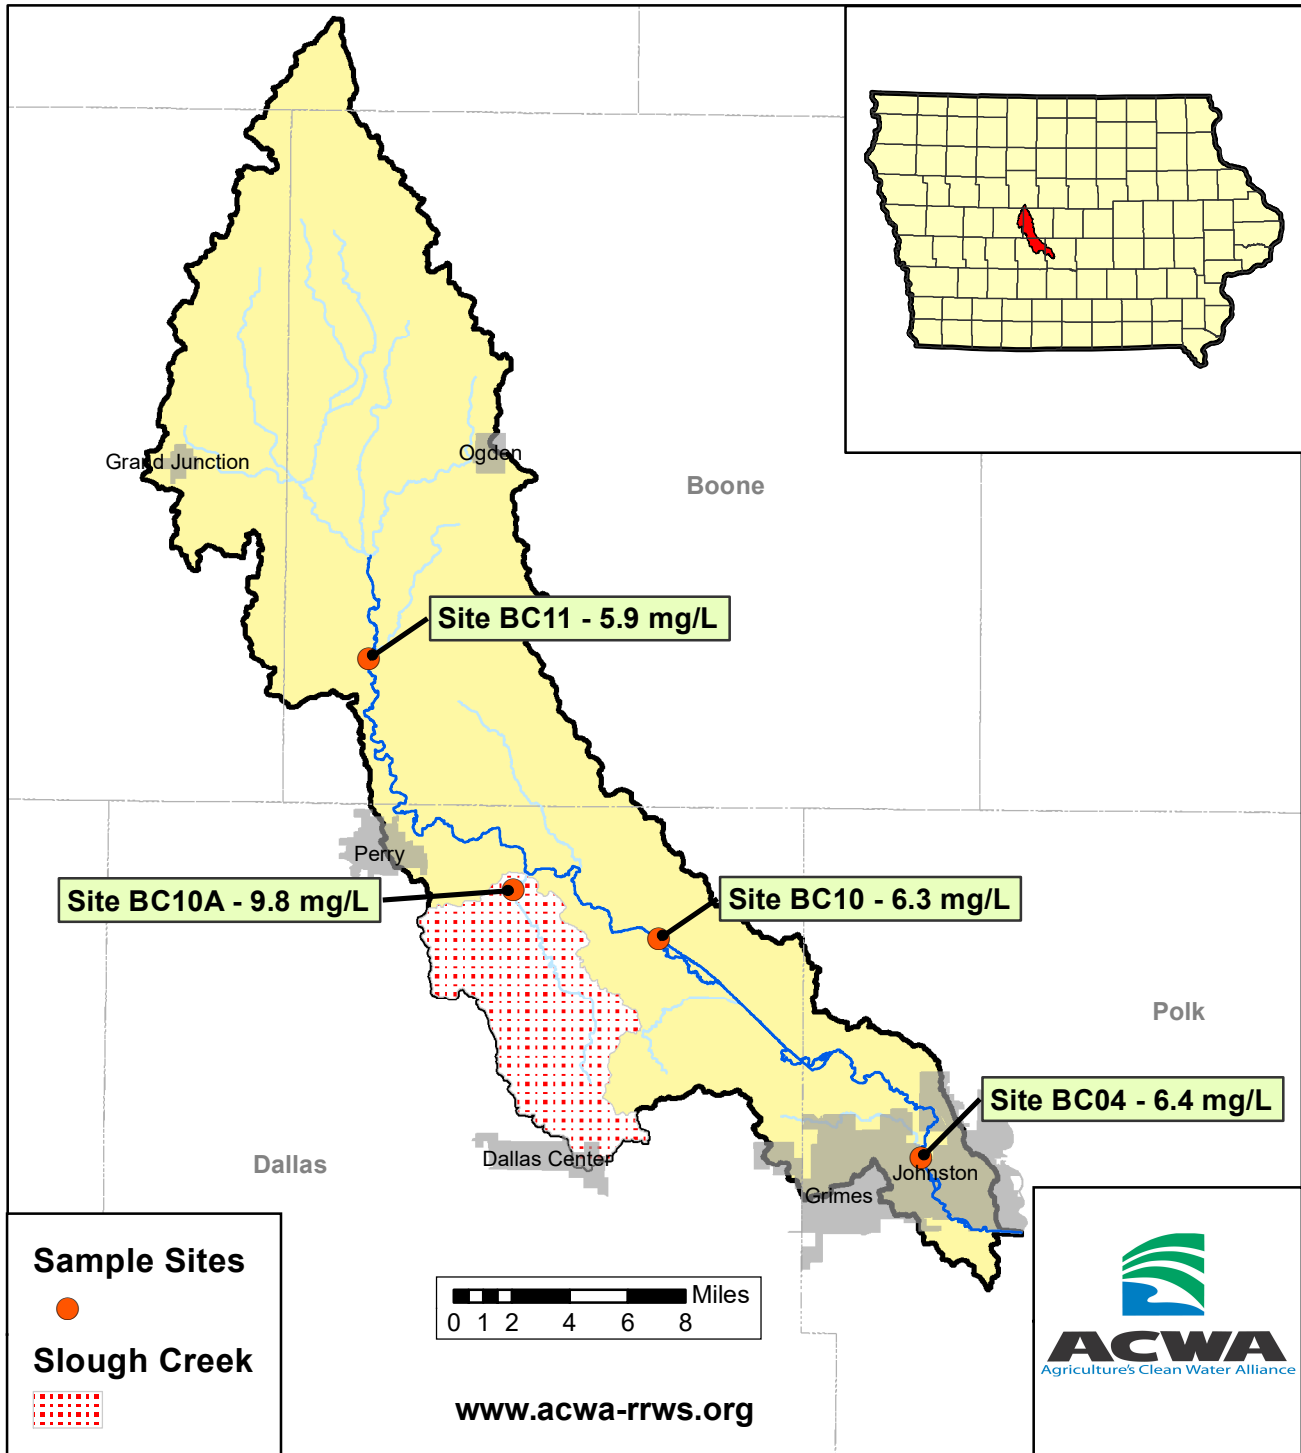 Grand Junction
Ogden
Boone
Site BC11 - 5.9 mg/L
Perry
Site BC10A - 9.8 mg/L
Site BC10 - 6.3 mg/L
Polk
Site BC04 - 6.4 mg/L
Dallas
Dallas Center
Johnston
Grimes
Sample Sites
Slough Creek
Miles
0 1 2 4 6 8
www.acwa-rrws.org
ACWA
Agriculture's Clean Water Alliance